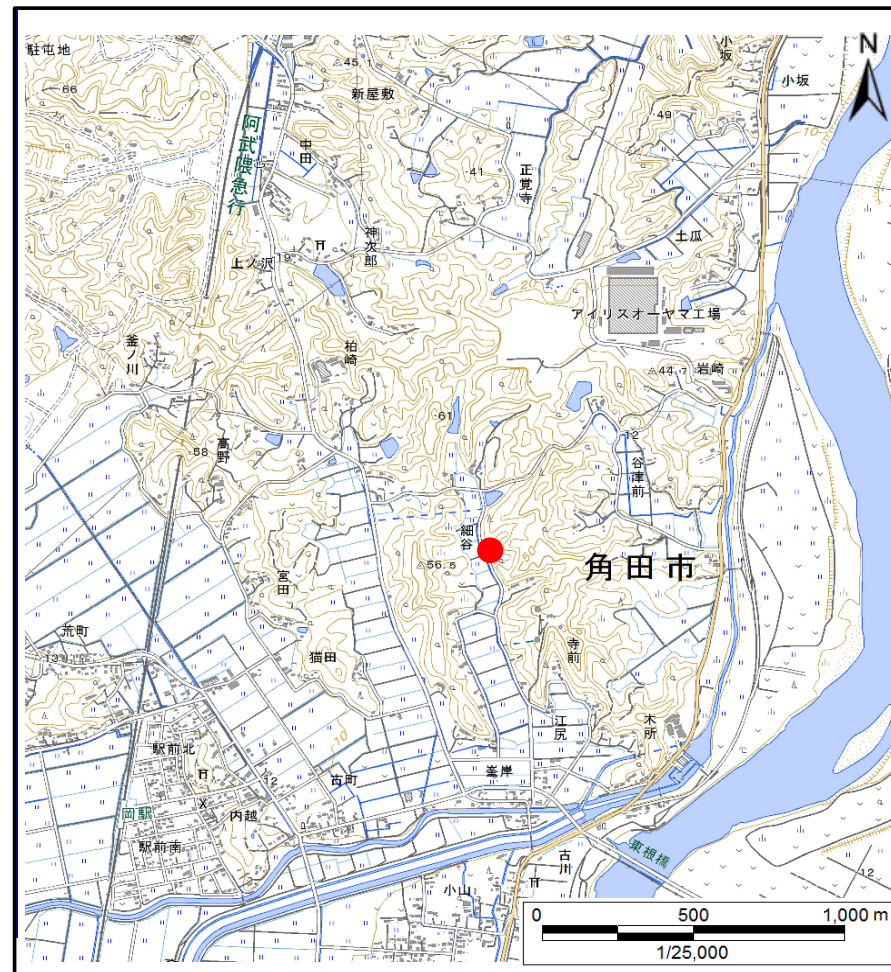 駐屯地
66
45.1
新屋敷
小坂
小坂
N
49
10
阿武隈急行
中田
41
正覚寺
神次郎
土瓜
上ノ沢
19
アイリスオーヤマ工場
釜ノ川
柏崎
44.7
岩崎
61
高野
68
12
谷津前
細谷
50
56.5
角田市
宮田
荒町
13
猫田
寺前
10
江尻
木所
駅前北
12
古町
峯岸
岡駅
内越
駅前南
東根橋
古川
12
小山
0 500 1,000 m
1/25,000